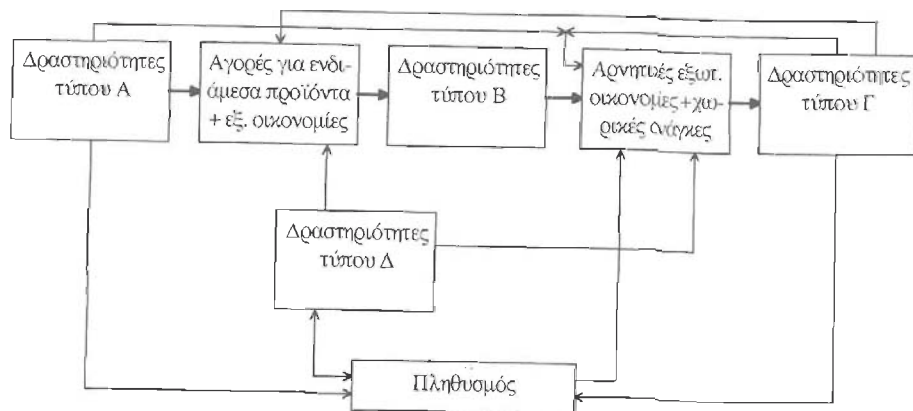 Δραστηριότητες
τύπου Α
Αγορές για ενδι-
άμεσα προϊόντα
+ εξ. οικονομίες
Δραστηριότητες
τύπου Β
Αρνητικές εξωτ.
οικονομίες + χω-
ρικές ανάγκες
Δραστηριότητες
τύπου Γ
Δραστηριότητες
τύπου Δ
Πληθυσμός